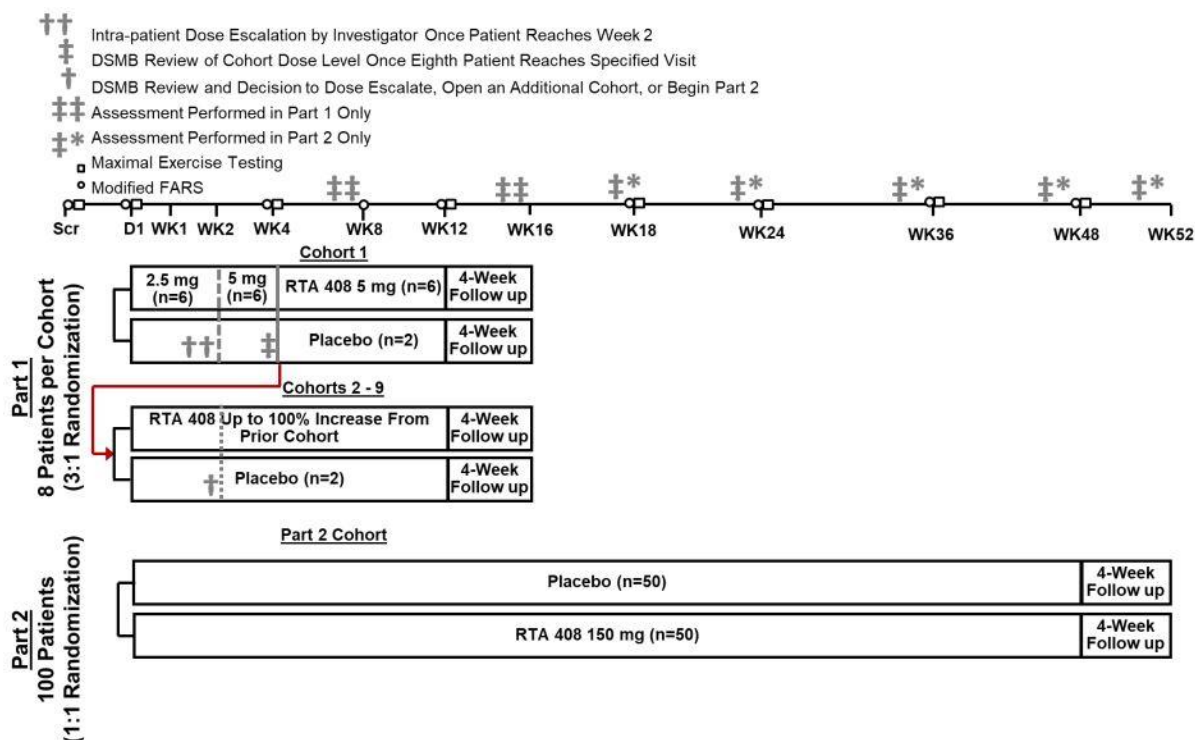 †† Intra-patient Dose Escalation by Investigator Once Patient Reaches Week 2
‡ DSMB Review of Cohort Dose Level Once Eighth Patient Reaches Specified Visit
† DSMB Review and Decision to Dose Escalate, Open an Additional Cohort, or Begin Part 2
‡‡ Assessment Performed in Part 1 Only
‡* Assessment Performed in Part 2 Only
Maximal Exercise Testing
Modified FARS
‡‡ ‡‡ ‡* ‡* ‡* ‡* ‡*
Scr D1 WK1 WK2 WK4 WK8 WK12 WK16 WK18 WK24 WK36 WK48 WK52
Part 1
8 Patients per Cohort
(3:1 Randomization)
Cohort 1
2.5 mg
(n=6)
5 mg
(n=6)
RTA 408 5 mg (n=6)
4-Week
Follow up
†† ‡
Placebo (n=2)
4-Week
Follow up
Cohorts 2 - 9
RTA 408 Up to 100% Increase From
Prior Cohort
4-Week
Follow up
†
Placebo (n=2)
4-Week
Follow up
Part 2
100 Patients
(1:1 Randomization)
Part 2 Cohort
Placebo (n=50)
4-Week
Follow up
RTA 408 150 mg (n=50)
4-Week
Follow up